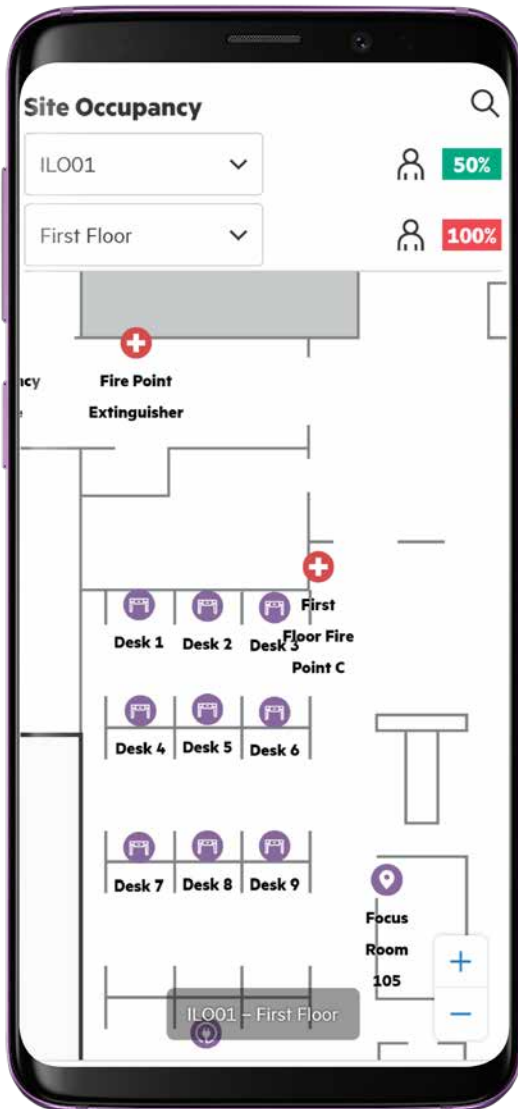 Site Occupancy
ILO01
50%
First Floor
100%
Fire Point
Extinguisher
First
Floor Fire
Point C
Desk 1
Desk 2
Desk 3
Desk 4
Desk 5
Desk 6
Desk 7
Desk 8
Desk 9
Focus
Room
105
+
−
ILO01 – First Floor